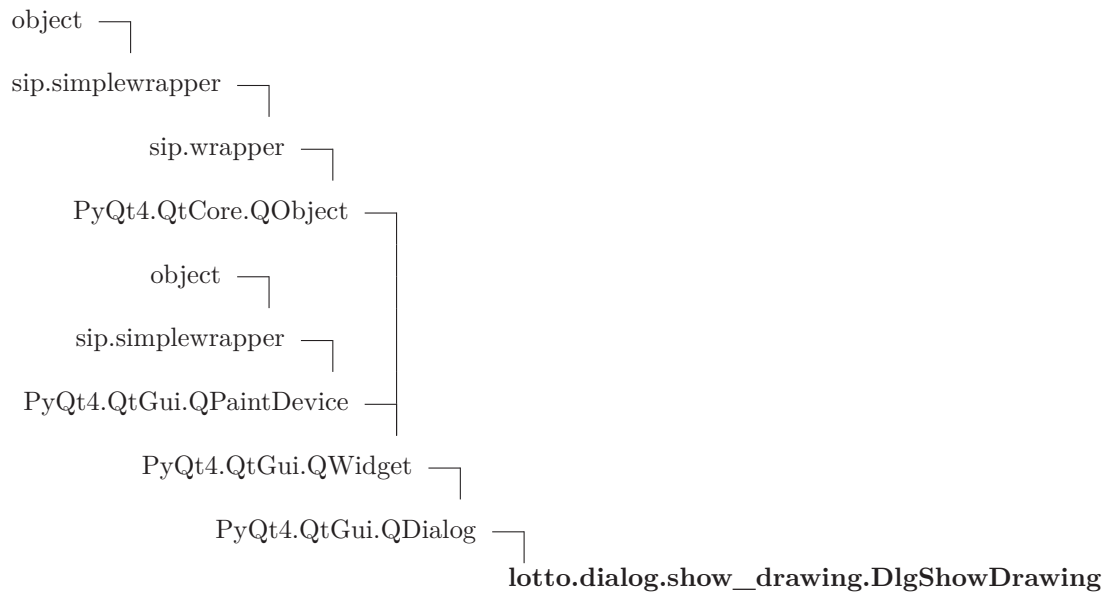 object
sip.simplewrapper
sip.wrapper
PyQt4.QtCore.QObject
object
sip.simplewrapper
PyQt4.QtGui.QPaintDevice
PyQt4.QtGui.QWidget
PyQt4.QtGui.QDialog
lotto.dialog.show_drawing.DlgShowDrawing